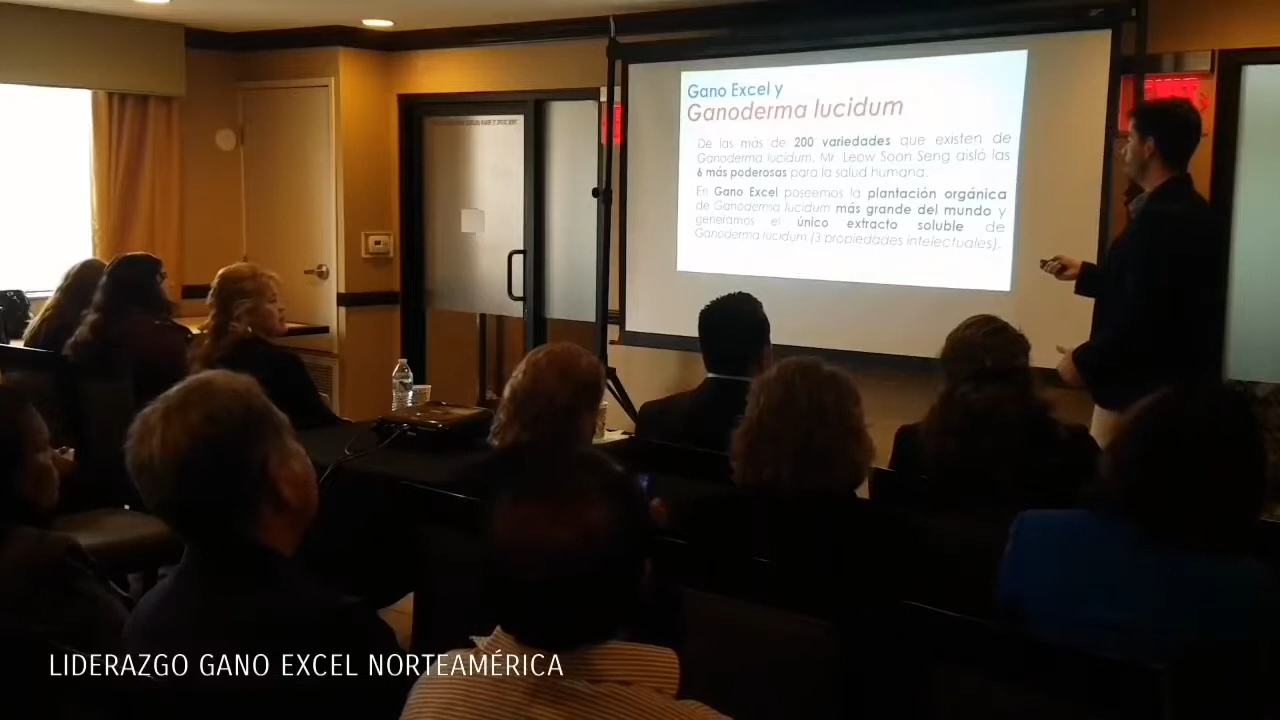 Gano Excel y
Ganoderma lucidum
De las más de 200 variedades que existen de
Ganoderma lucidum, Mr. Leow Soon Seng aisló las
6 más poderosas para la salud humana.
En Gano Excel poseemos la plantación orgánica
de Ganoderma lucidum más grande del mundo y
generamos el único extracto soluble de
Ganoderma lucidum (3 propiedades intelectuales).
LIDERAZGO GANO EXCEL NORTEAMÉRICA